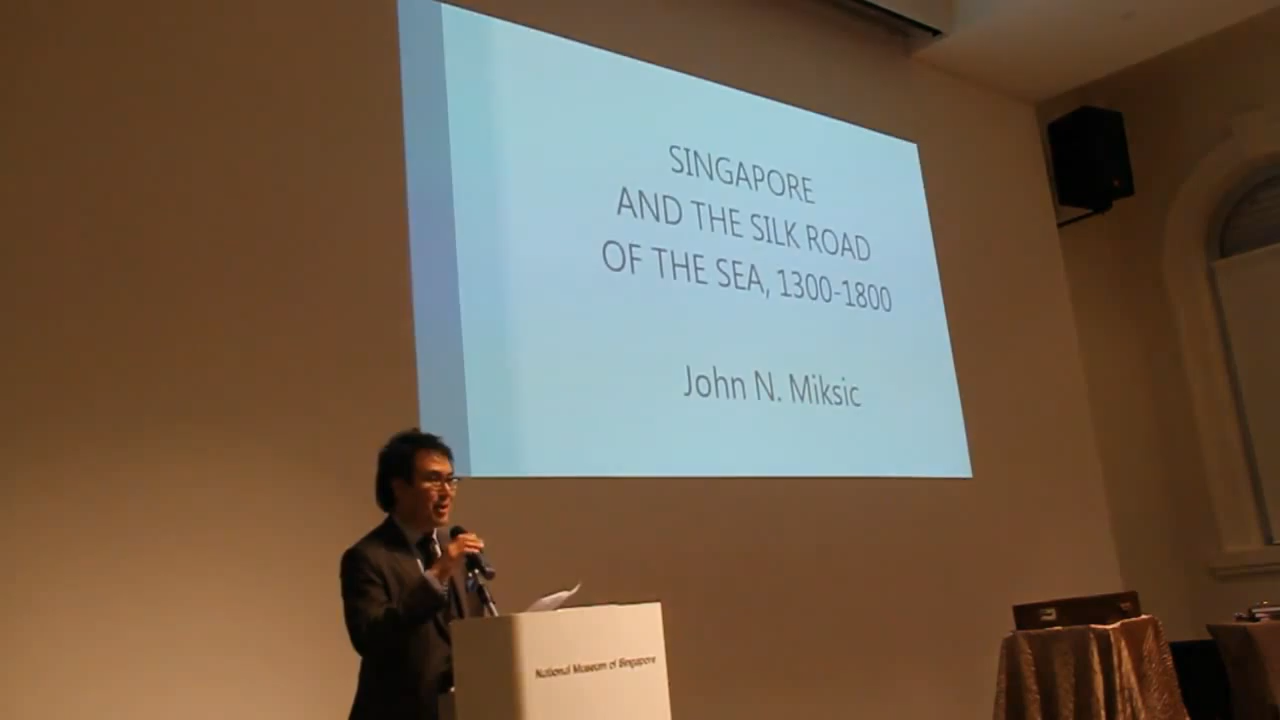 SINGAPORE
AND THE SILK ROAD
OF THE SEA, 1300-1800
John N. Miksic
National Museum of Singapore